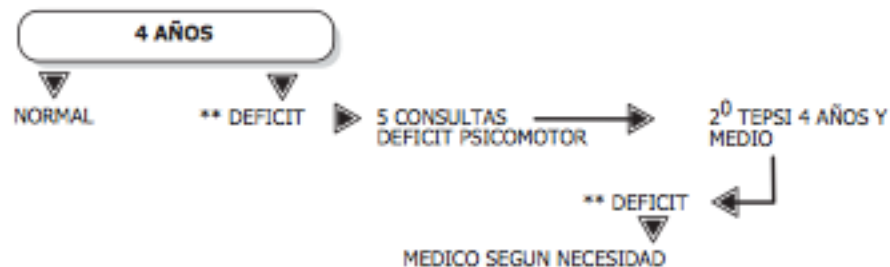 4 AÑOS
NORMAL
** DEFICIT
5 CONSULTAS
DEFICIT PSICOMOTOR
2⁰ TEPSI 4 AÑOS Y
MEDIO
** DEFICIT
MEDICO SEGUN NECESIDAD